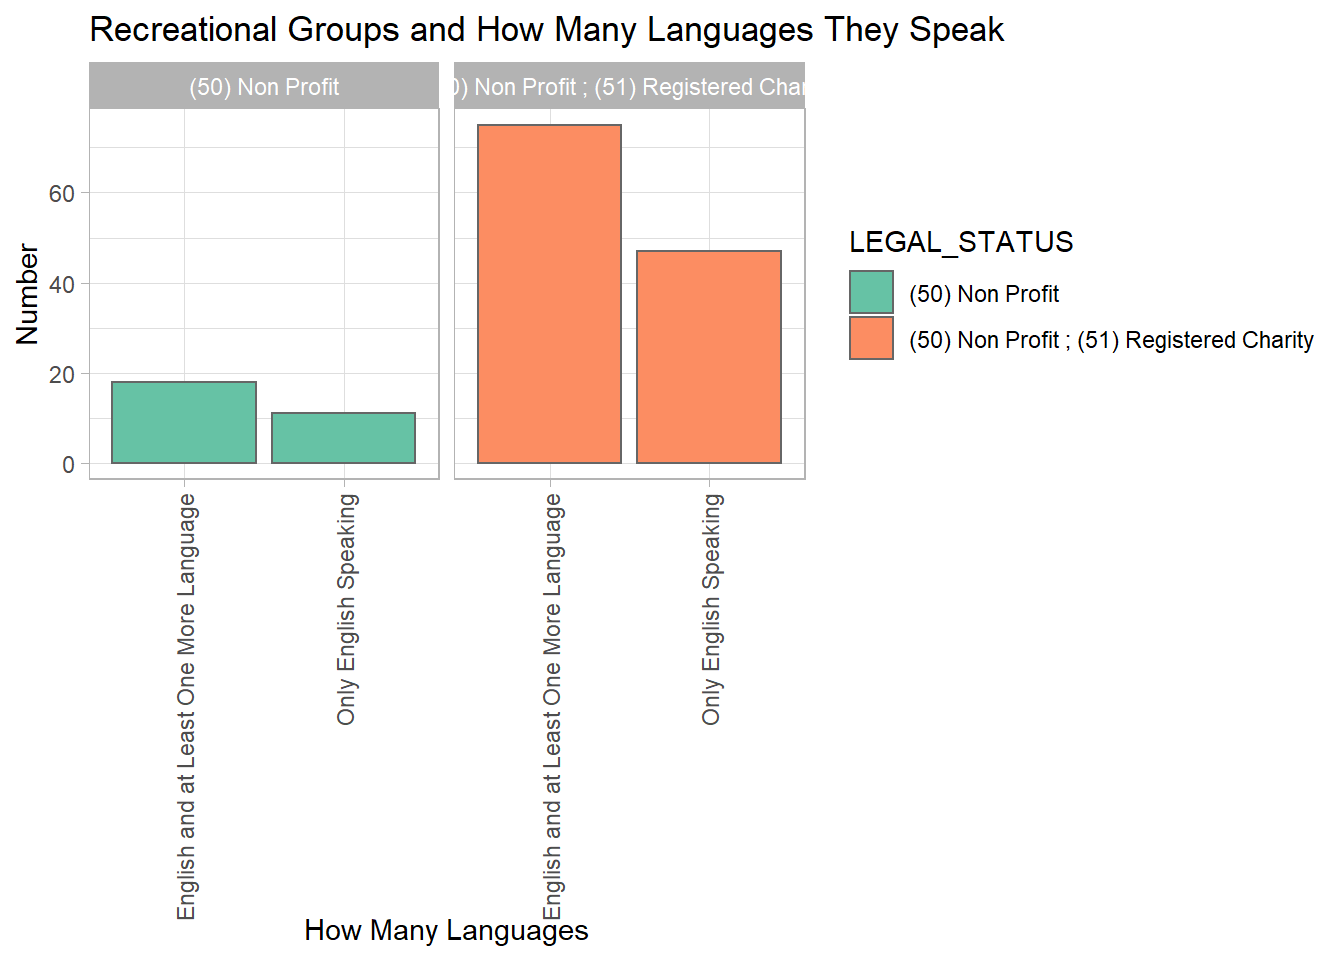 Recreational Groups and How Many Languages They Speak
(50) Non Profit
0) Non Profit ; (51) Registered Char
60
40
20
0
Number
English and at Least One More Language
Only English Speaking
English and at Least One More Language
Only English Speaking
How Many Languages
LEGAL_STATUS
(50) Non Profit
(50) Non Profit ; (51) Registered Charity